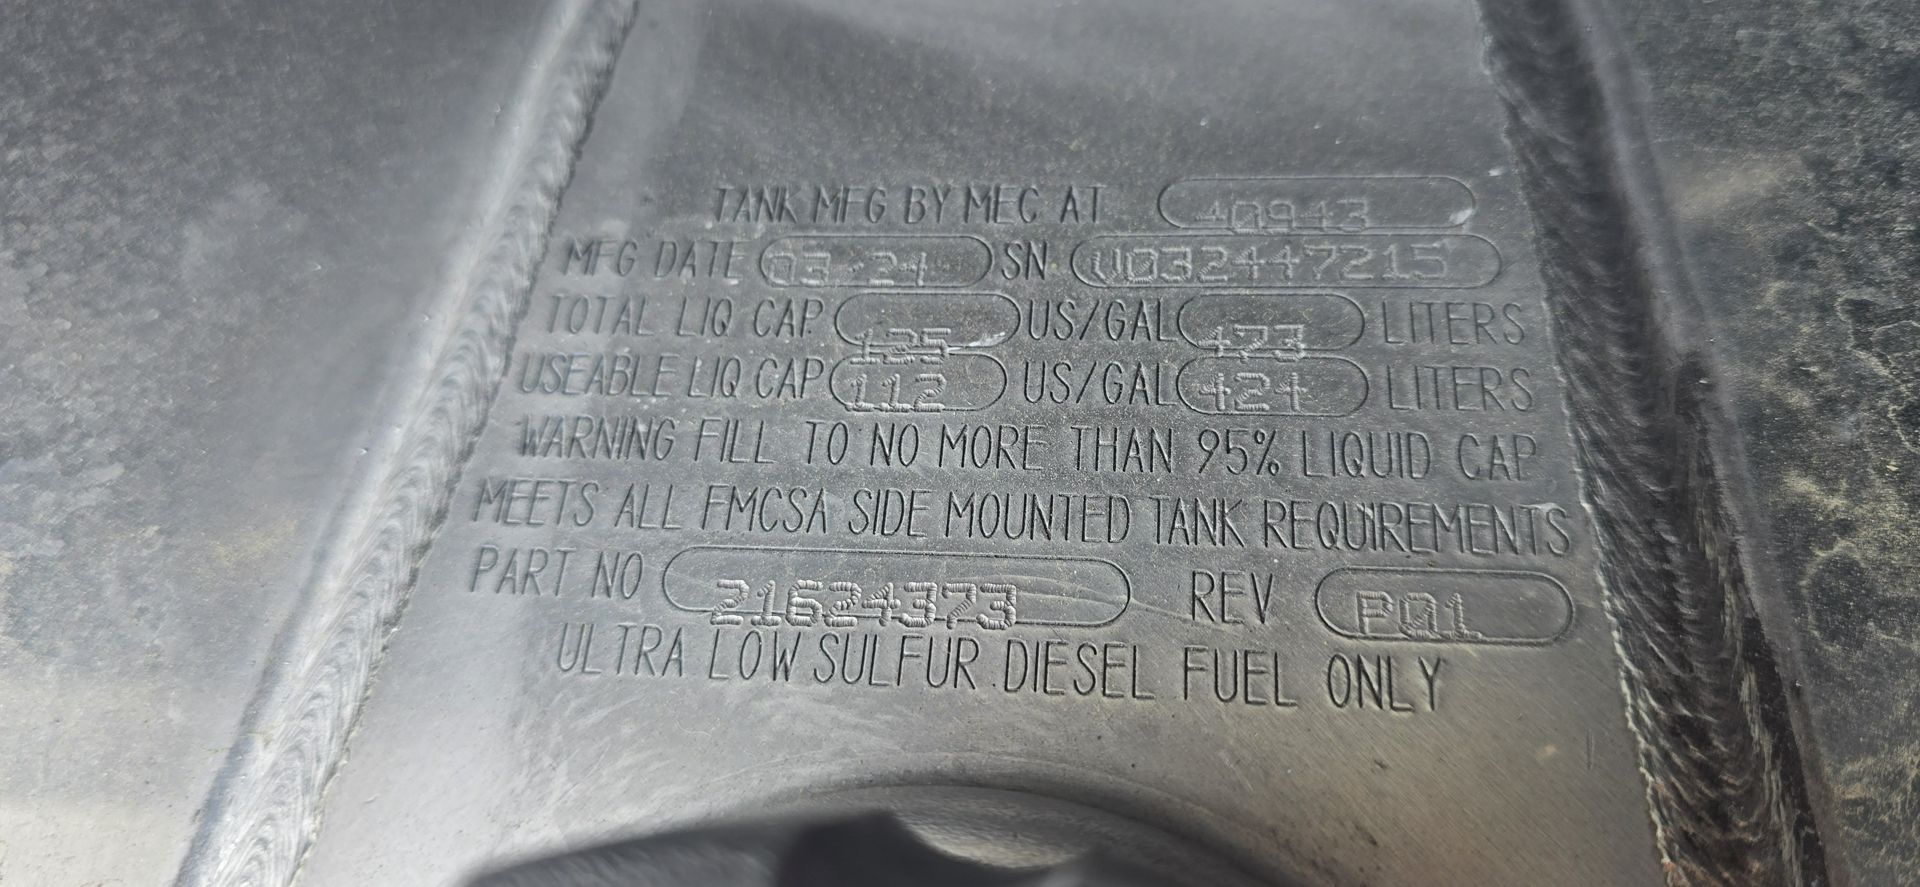 TANK MFG BY MEC AT 40943
MFG DATE 03/24 SN V032447215
TOTAL LIQ CAP. 125 US/GAL 473 LITERS
USEABLE LIQ CAP 112 US/GAL 424 LITERS
WARNING FILL TO NO MORE THAN 95% LIQUID CAP
MEETS ALL FMCSA SIDE MOUNTED TANK REQUIREMENTS
PART NO 21624373 REV P01
ULTRA LOW SULFUR DIESEL FUEL ONLY